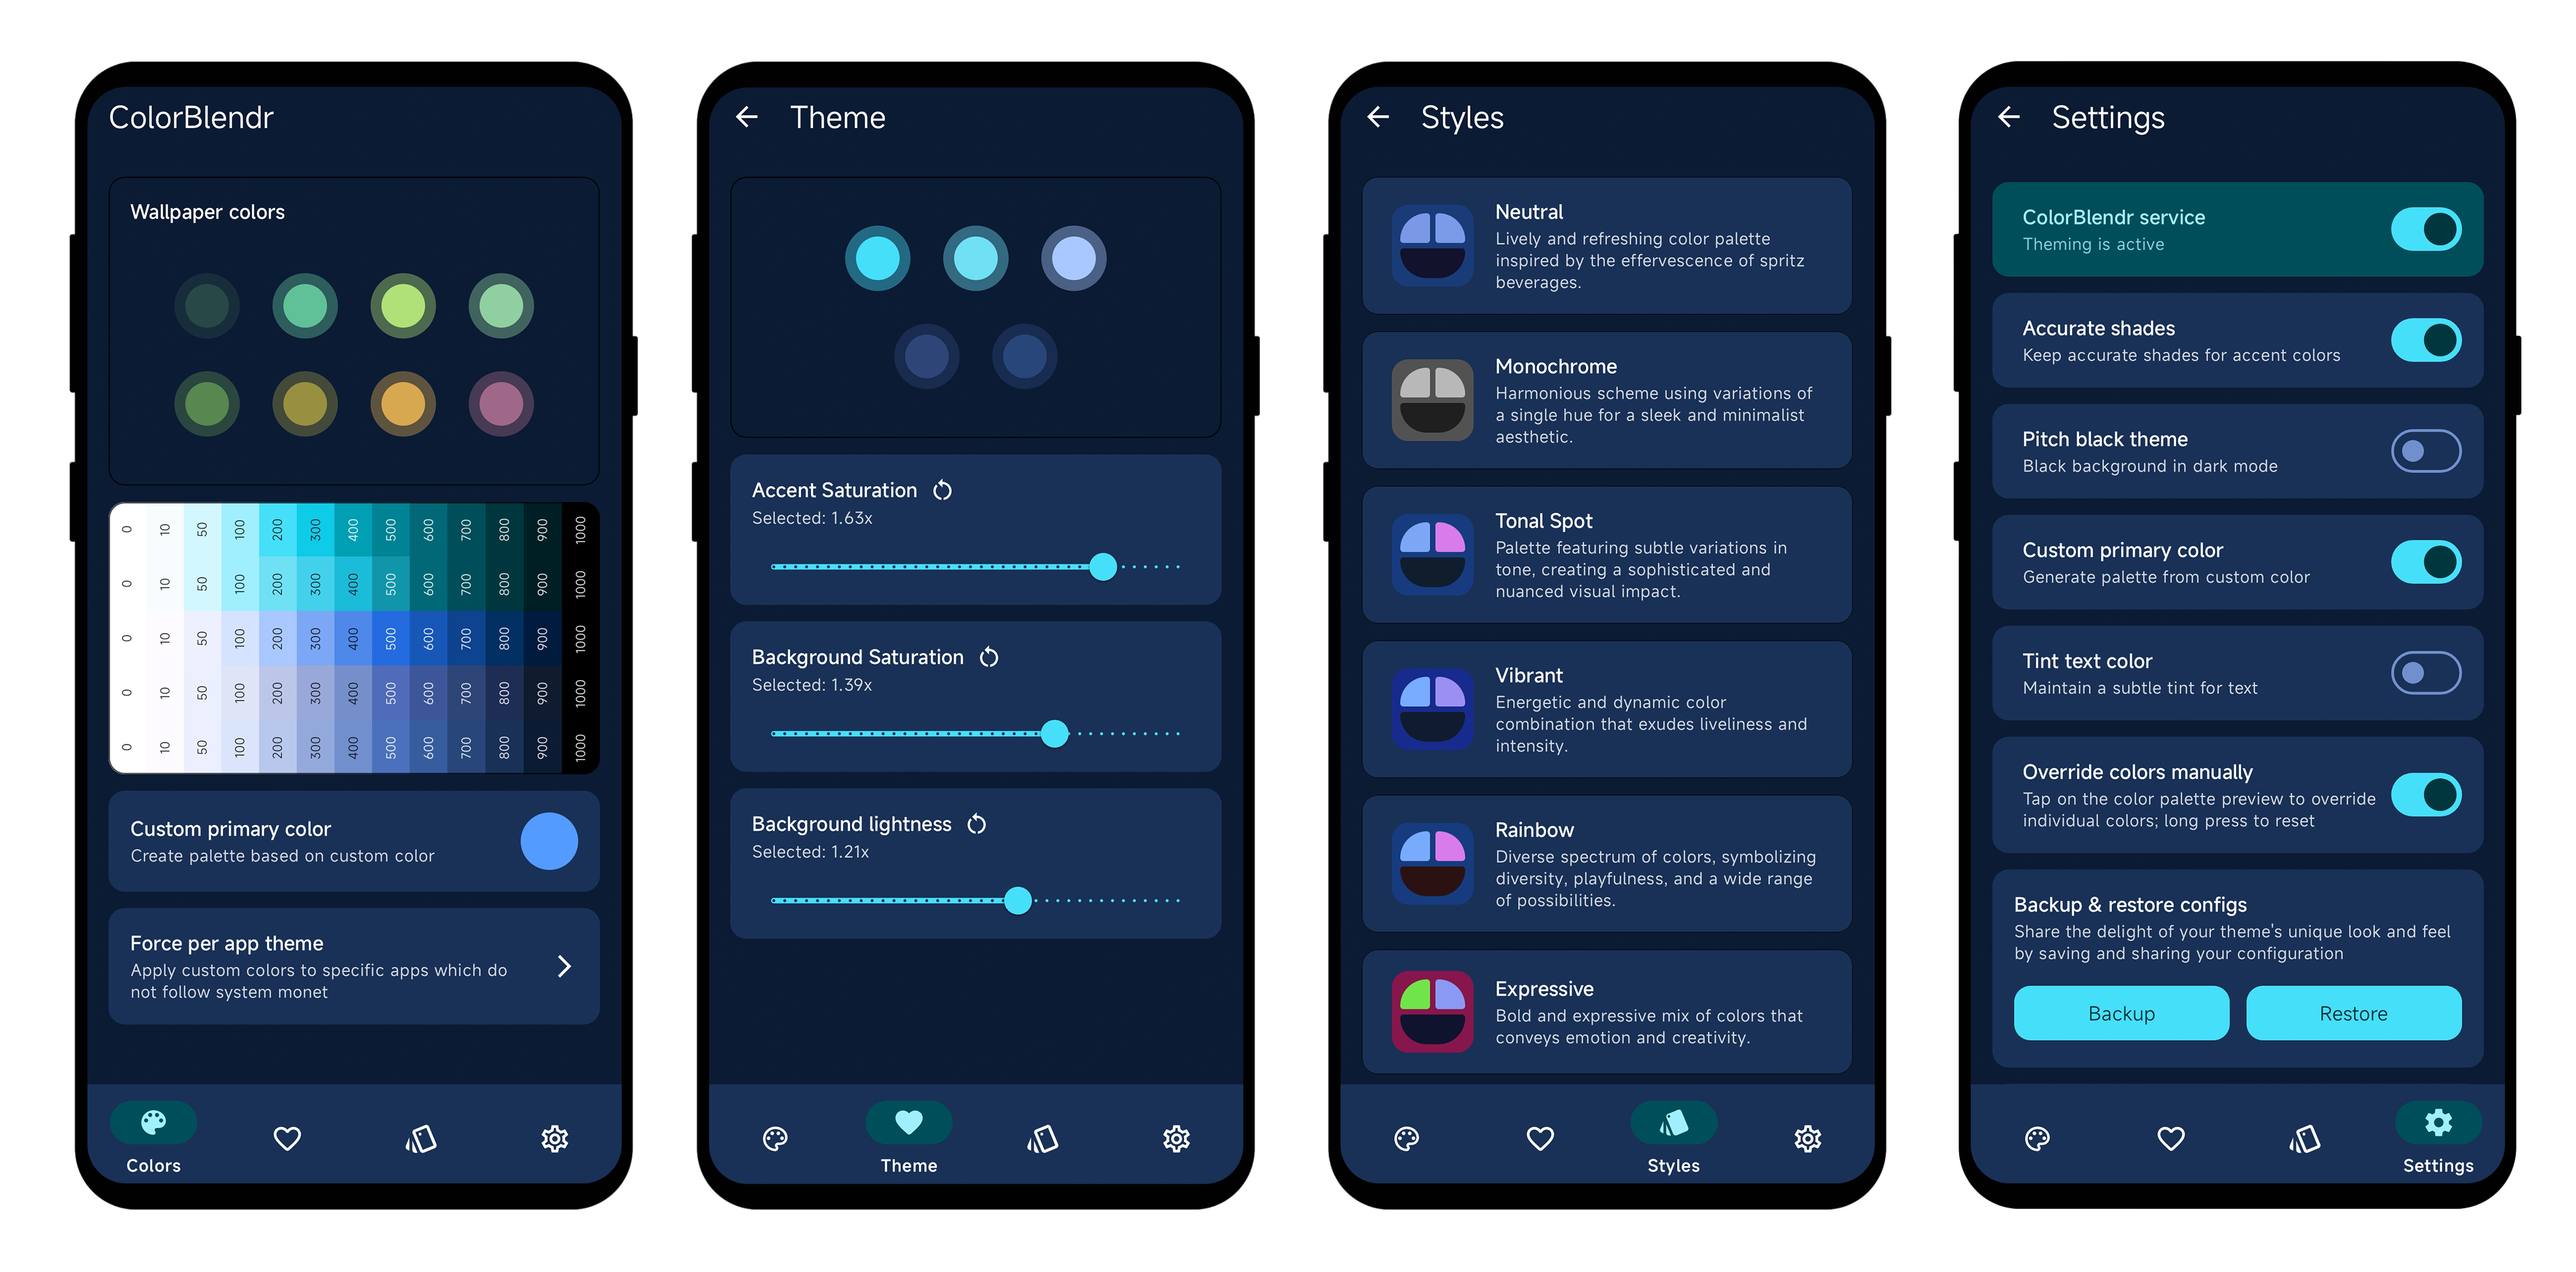 ColorBlendr
Wallpaper colors
0 10 50 100 200 300 400 500 600 700 800 900 1000
0 10 50 100 200 300 400 500 600 700 800 900 1000
0 10 50 100 200 300 400 500 600 700 800 900 1000
0 10 50 100 200 300 400 500 600 700 800 900 1000
0 10 50 100 200 300 400 500 600 700 800 900 1000
Custom primary color
Create palette based on custom color
Force per app theme
Apply custom colors to specific apps which do
not follow system monet
Colors
Theme
Accent Saturation
Selected: 1.63x
Background Saturation
Selected: 1.39x
Background lightness
Selected: 1.21x
Theme
Styles
Neutral
Lively and refreshing color palette
inspired by the effervescence of spritz
beverages.
Monochrome
Harmonious scheme using variations of
a single hue for a sleek and minimalist
aesthetic.
Tonal Spot
Palette featuring subtle variations in
tone, creating a sophisticated and
nuanced visual impact.
Vibrant
Energetic and dynamic color
combination that exudes liveliness and
intensity.
Rainbow
Diverse spectrum of colors, symbolizing
diversity, playfulness, and a wide range
of possibilities.
Expressive
Bold and expressive mix of colors that
conveys emotion and creativity.
Styles
Settings
ColorBlendr service
Theming is active
Accurate shades
Keep accurate shades for accent colors
Pitch black theme
Black background in dark mode
Custom primary color
Generate palette from custom color
Tint text color
Maintain a subtle tint for text
Override colors manually
Tap on the color palette preview to override
individual colors; long press to reset
Backup & restore configs
Share the delight of your theme's unique look and feel
by saving and sharing your configuration
Backup
Restore
Settings